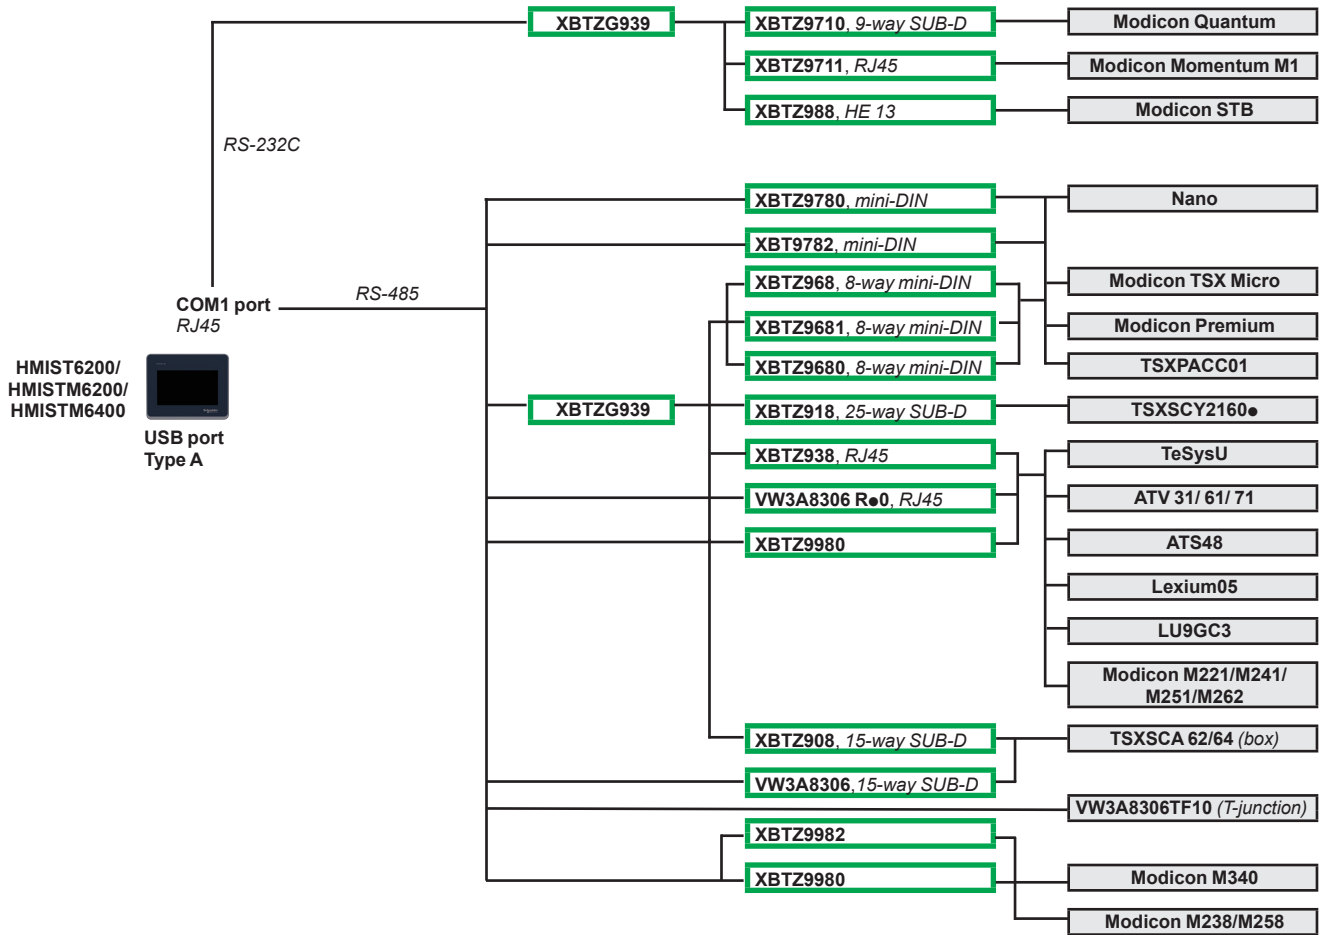 XBTZG939
XBTZ9710, 9-way SUB-D
Modicon Quantum
XBTZ9711, RJ45
Modicon Momentum M1
XBTZ988, HE 13
Modicon STB
RS-232C
XBTZ9780, mini-DIN
Nano
XBT9782, mini-DIN
XBTZ968, 8-way mini-DIN
Modicon TSX Micro
COM1 port
RJ45
RS-485
XBTZ9681, 8-way mini-DIN
Modicon Premium
XBTZ9680, 8-way mini-DIN
TSXPACC01
HMIST6200/
HMISTM6200/
HMISTM6400
USB port
Type A
XBTZG939
XBTZ918, 25-way SUB-D
TSXSCY2160●
XBTZ938, RJ45
TeSysU
VW3A8306 R●0, RJ45
ATV 31/ 61/ 71
XBTZ9980
ATS48
Lexium05
LU9GC3
Modicon M221/M241/
M251/M262
XBTZ908, 15-way SUB-D
TSXSCA 62/64 (box)
VW3A8306,15-way SUB-D
VW3A8306TF10 (T-junction)
XBTZ9982
XBTZ9980
Modicon M340
Modicon M238/M258